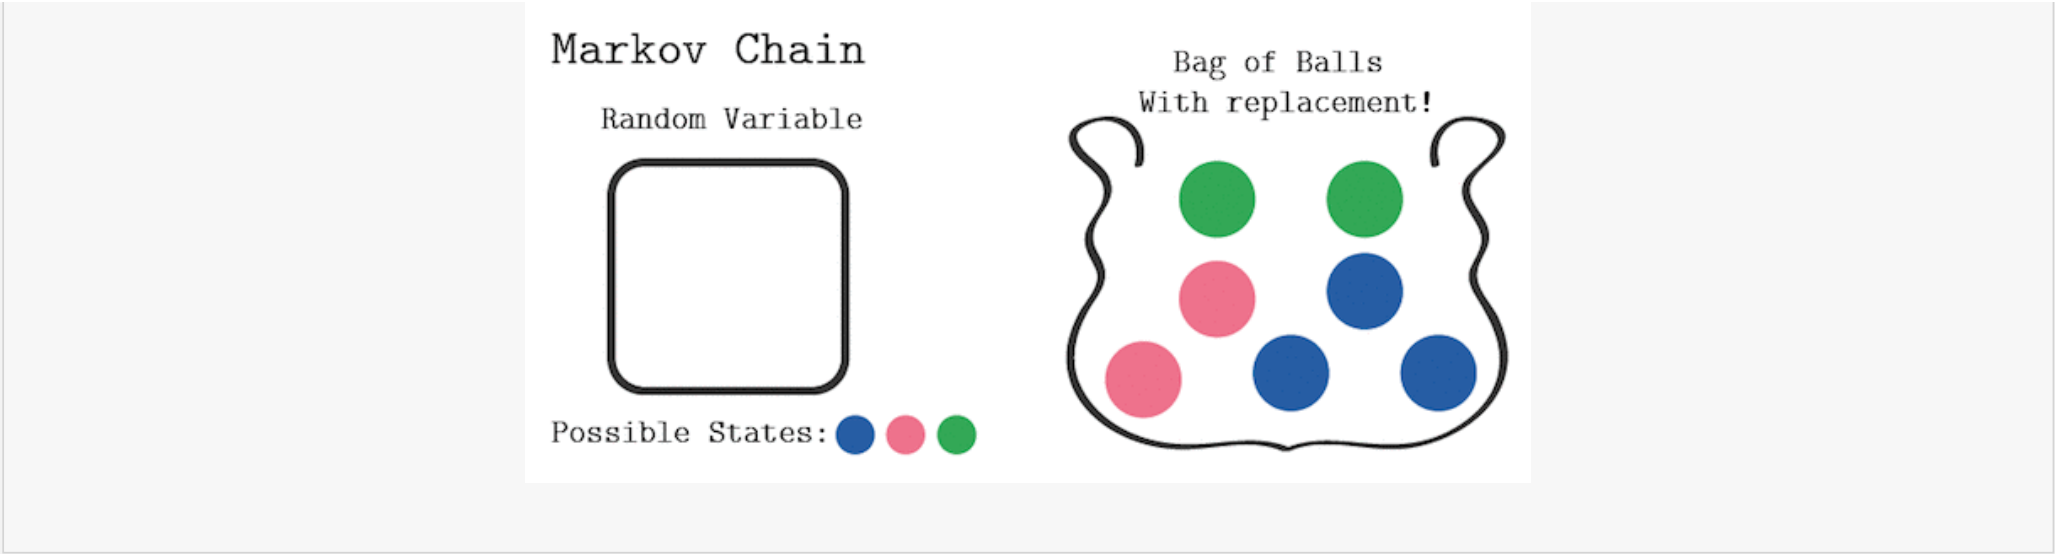 Markov Chain
Random Variable
Possible States:
Bag of Balls
With replacement!